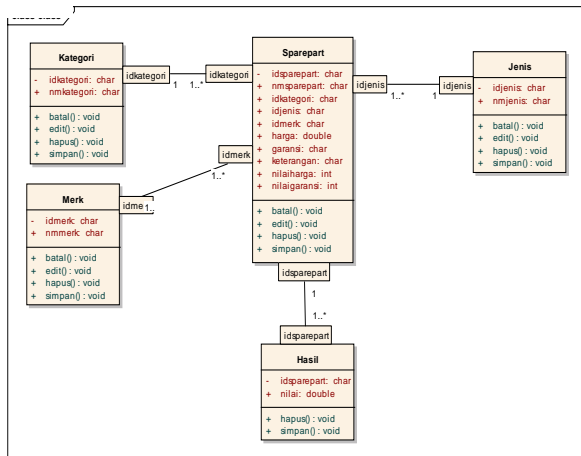 Kategori
- idkategori: char
+ nmkategori: char
+ batal() : void
+ edit() : void
+ hapus() : void
+ simpan() : void
idkategori
1
1..*
idkategori
Sparepart
- idsparepart: char
+ nmsparepart: char
+ idkategori: char
+ idjenis: char
+ idmerk: char
+ harga: double
+ garansi: char
+ keterangan: char
+ nilaiharga: int
+ nilaigaransi: int
+ batal() : void
+ edit() : void
+ hapus() : void
+ simpan() : void
idjenis
1..*
1
idjenis
Jenis
- idjenis: char
+ nmjenis: char
+ batal() : void
+ edit() : void
+ hapus() : void
+ simpan() : void
idmerk
1..*
idme
1..
Merk
- idmerk: char
+ nmmerk: char
+ batal() : void
+ edit() : void
+ hapus() : void
+ simpan() : void
idsparepart
1
1..*
idsparepart
Hasil
- idsparepart: char
+ nilai: double
+ hapus() : void
+ simpan() : void